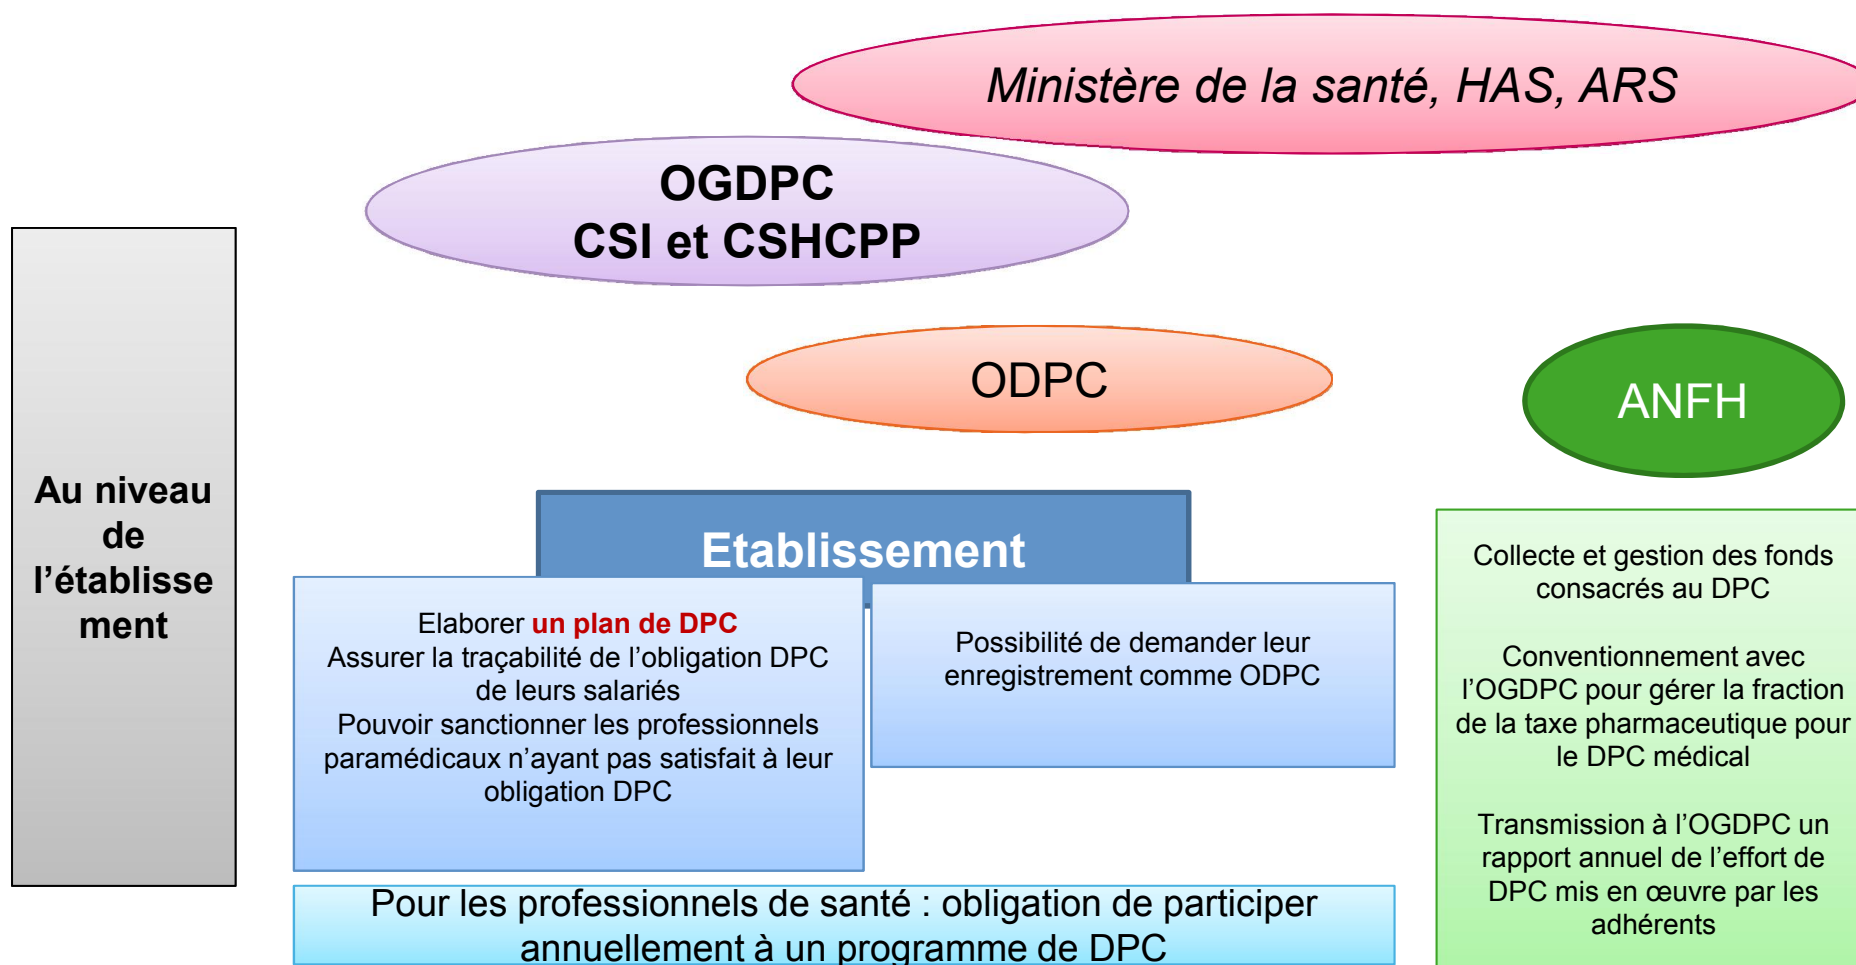 Ministère de la santé, HAS, ARS
OGDPC
CSI et CSHCPP
ODPC
ANFH
Au niveau
de
l’établisse
ment
Etablissement
Elaborer un plan de DPC
Assurer la traçabilité de l’obligation DPC
de leurs salariés
Pouvoir sanctionner les professionnels
paramédicaux n’ayant pas satisfait à leur
obligation DPC
Possibilité de demander leur
enregistrement comme ODPC
Collecte et gestion des fonds
consacrés au DPC
Conventionnement avec
l’OGDPC pour gérer la fraction
de la taxe pharmaceutique pour
le DPC médical
Transmission à l’OGDPC un
rapport annuel de l’effort de
DPC mis en œuvre par les
adhérents
Pour les professionnels de santé : obligation de participer
annuellement à un programme de DPC